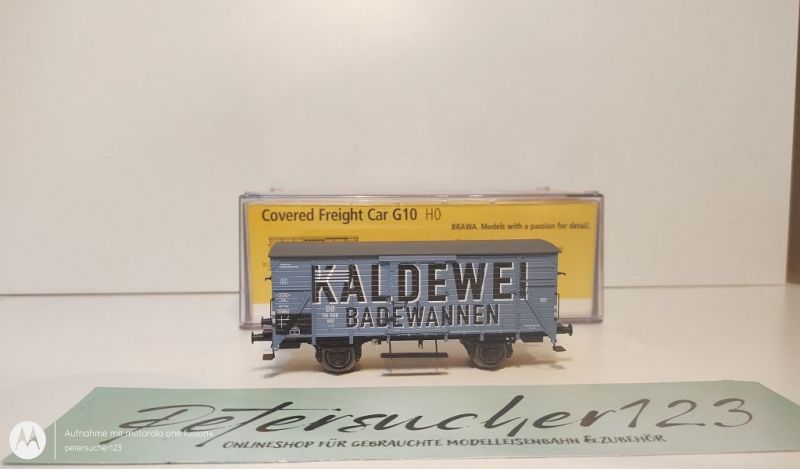 Covered Freight Car G10 H0
BRAWA. Models with a passion for detail.
KALDEWEI
BADEWANNEN
DB
Petersucher123
ONLINESHOP FÜR GEBRAUCHTE MODELLEISENBAHN & ZUBEHÖR
Aufnahme mit motorola one fusion+
petersucher123